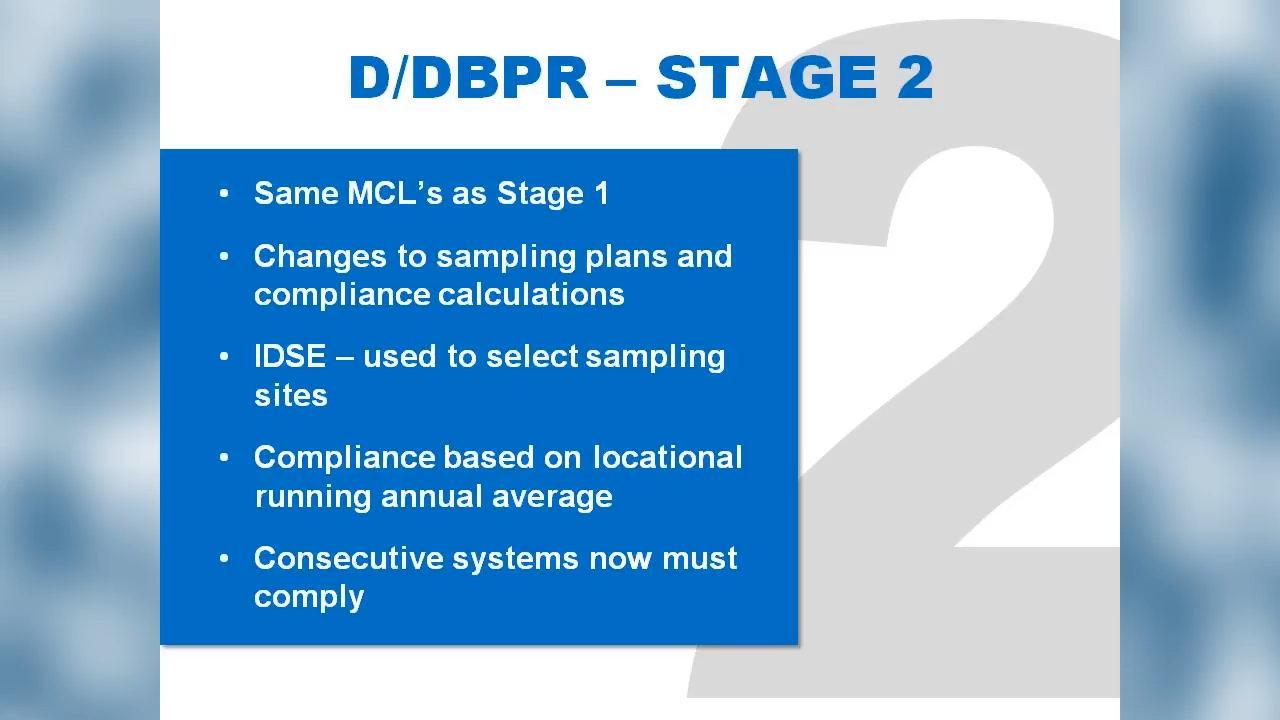 D/DBPR – STAGE 2
• Same MCL’s as Stage 1
• Changes to sampling plans and
compliance calculations
• IDSE – used to select sampling
sites
• Compliance based on locational
running annual average
• Consecutive systems now must
comply
2